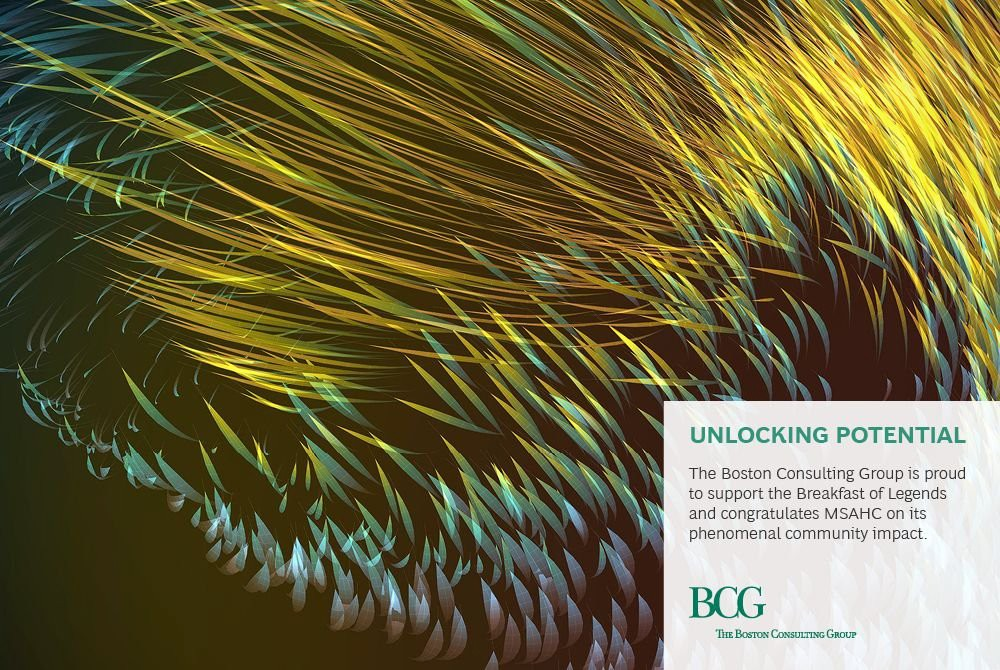 UNLOCKING POTENTIAL
The Boston Consulting Group is proud
to support the Breakfast of Legends
and congratulates MSAHC on its
phenomenal community impact.
BCG
The Boston Consulting Group